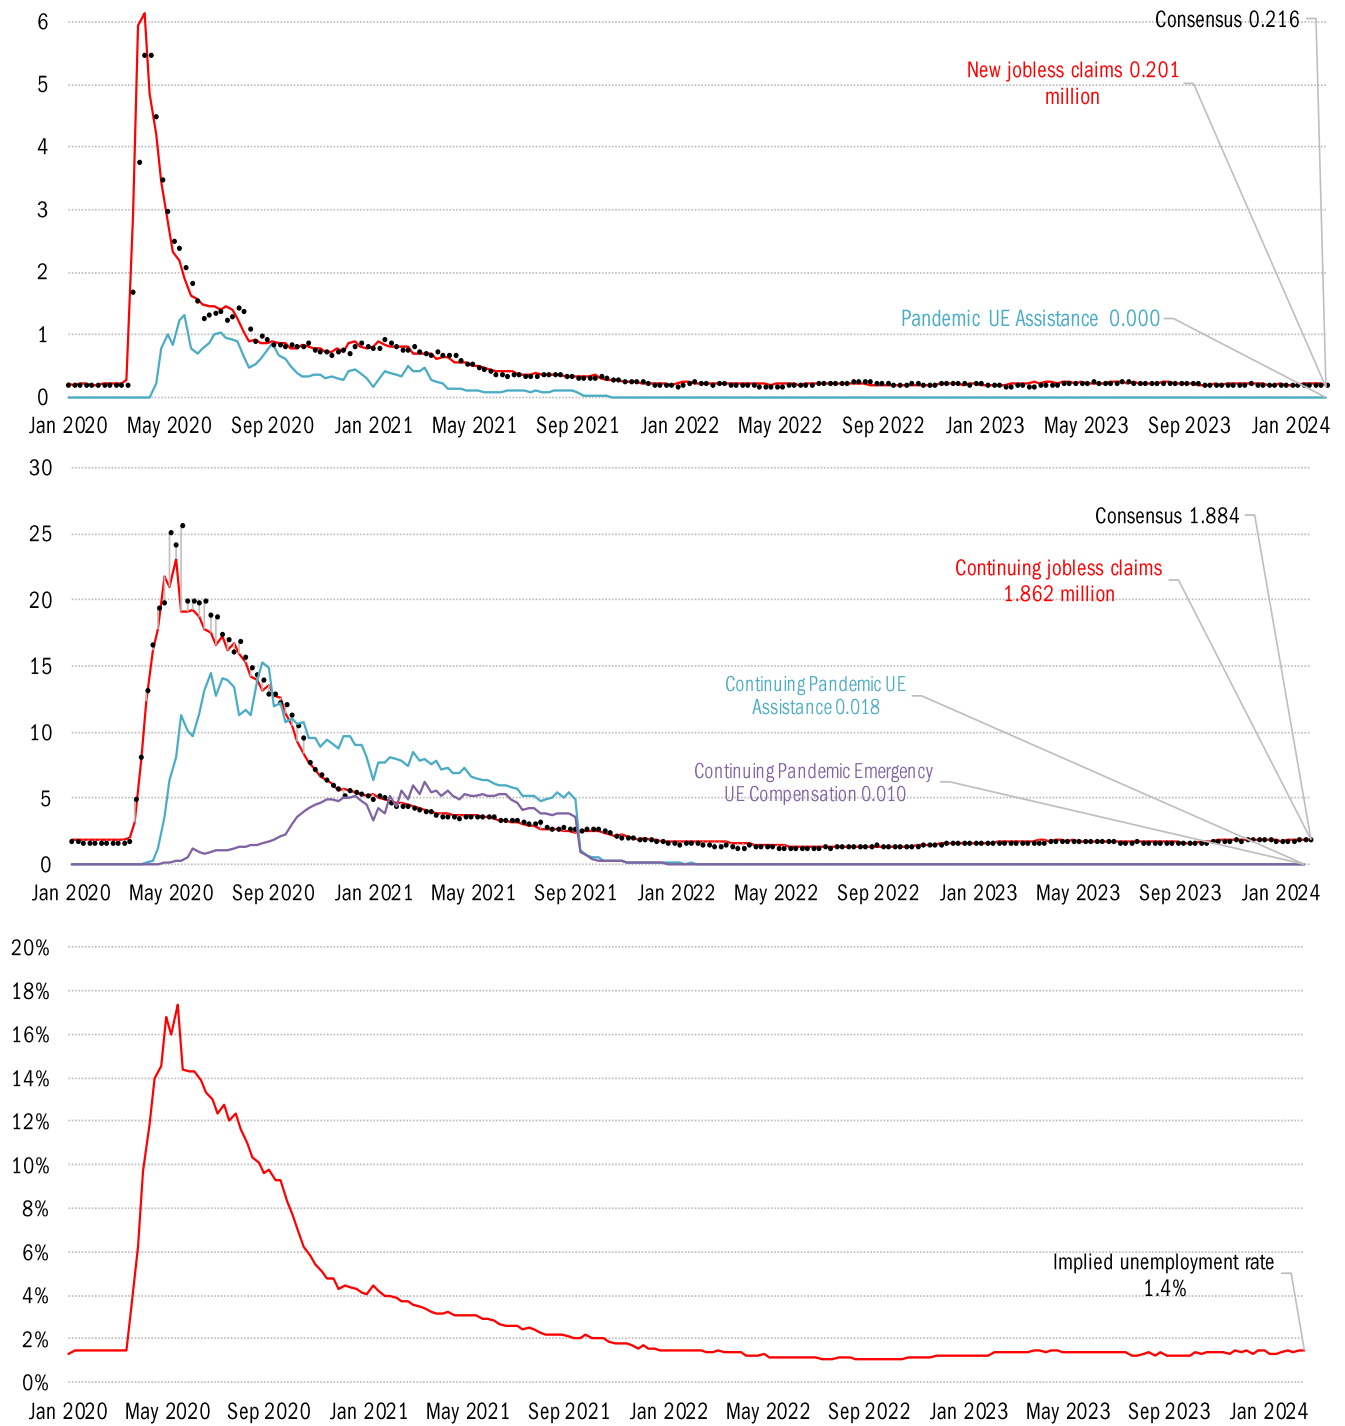 6
Consensus 0.216
New jobless claims 0.201
million
5
4
3
2
Pandemic UE Assistance 0.000
1
0
Jan 2020 May 2020 Sep 2020 Jan 2021 May 2021 Sep 2021 Jan 2022 May 2022 Sep 2022 Jan 2023 May 2023 Sep 2023 Jan 2024
30
25
Consensus 1.884
Continuing jobless claims
1.862 million
20
15
Continuing Pandemic UE
Assistance 0.018
10
Continuing Pandemic Emergency
UE Compensation 0.010
5
0
Jan 2020 May 2020 Sep 2020 Jan 2021 May 2021 Sep 2021 Jan 2022 May 2022 Sep 2022 Jan 2023 May 2023 Sep 2023 Jan 2024
20%
18%
16%
14%
12%
10%
8%
6%
Implied unemployment rate
1.4%
4%
2%
0%
Jan 2020 May 2020 Sep 2020 Jan 2021 May 2021 Sep 2021 Jan 2022 May 2022 Sep 2022 Jan 2023 May 2023 Sep 2023 Jan 2024